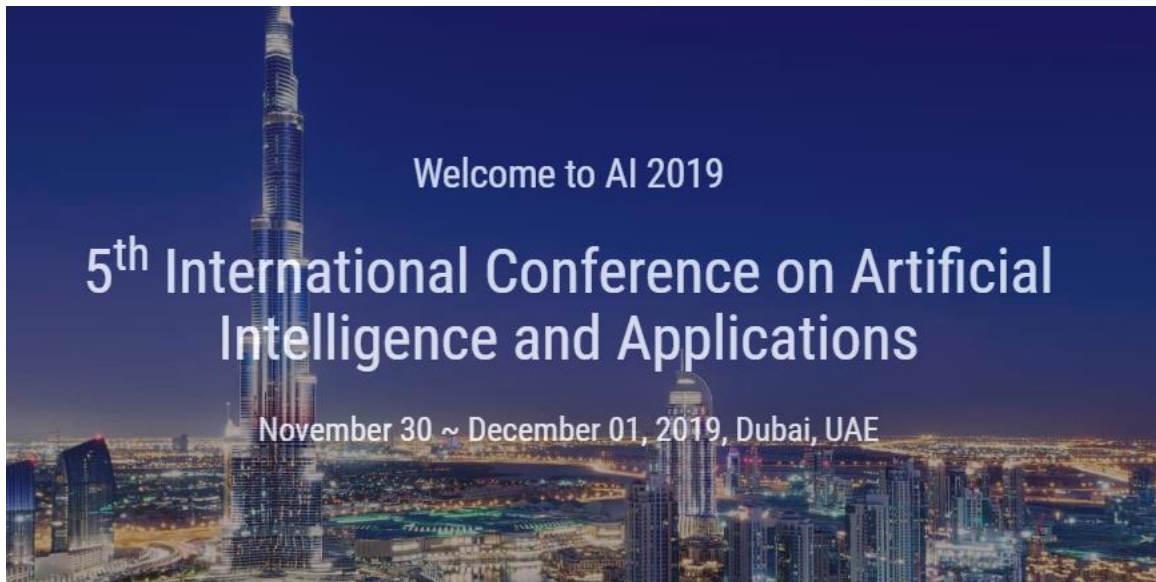 Welcome to AI 2019
5th International Conference on Artificial
Intelligence and Applications
November 30 ~ December 01, 2019, Dubai, UAE